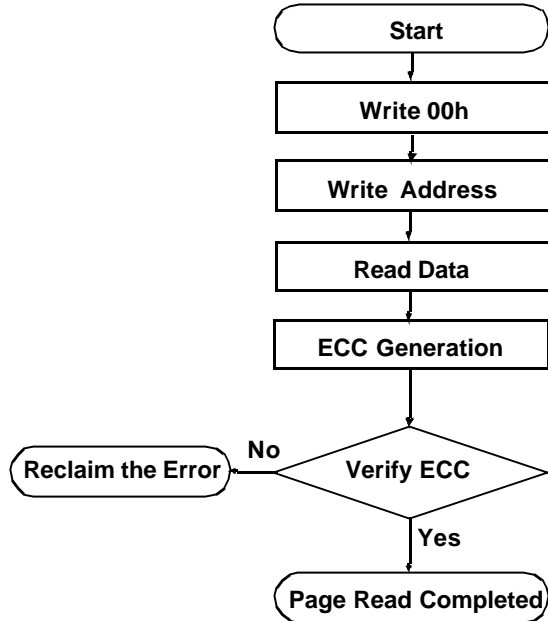 Start
Write 00h
Write Address
Read Data
ECC Generation
No
Reclaim the Error
Verify ECC
Yes
Page Read Completed